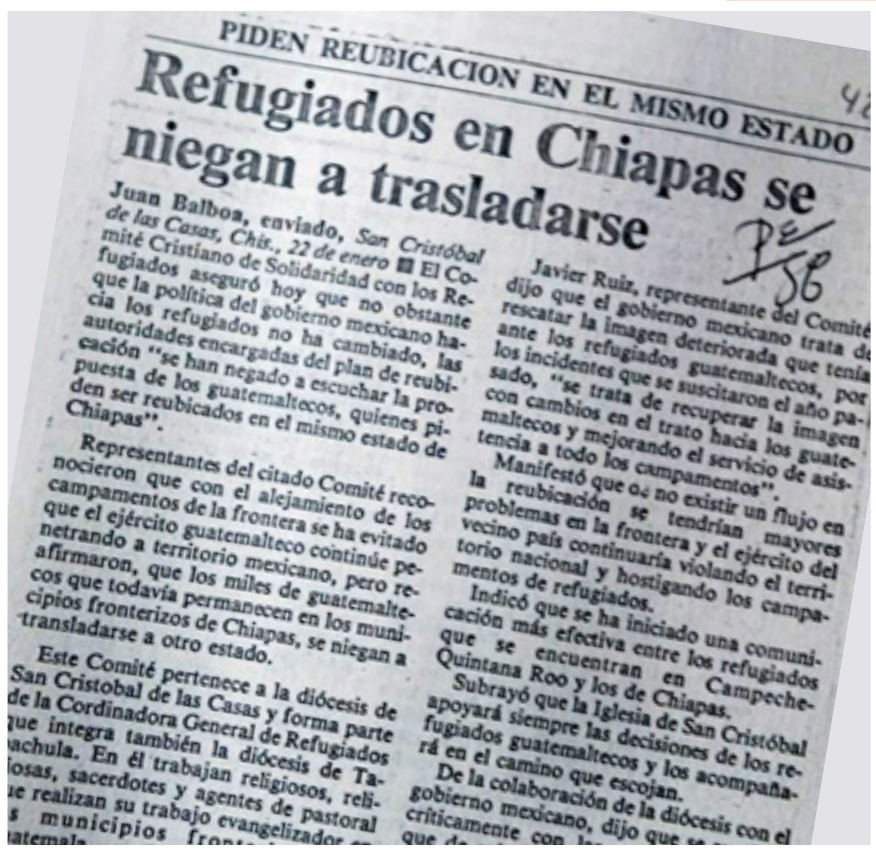 PIDEN REUBICACION EN EL MISMO ESTADO
Refugiados en Chiapas se
niegan a trasladarse
Juan Balboa, enviado, San Cristóbal
de las Casas, Chis., 22 de enero ■ El Co-
mité Cristiano de Solidaridad con los Re-
fugiados aseguró hoy que no obstante
que la política del gobierno mexicano ha-
cia los refugiados no ha cambiado, las
autoridades encargadas del plan de reubi-
cación "se han negado a escuchar la pro-
puesta de los guatemaltecos, quienes pi-
den ser reubicados en el mismo estado de
Chiapas".
Representantes del citado Comité reco-
nocieron que con el alejamiento de los
campamentos de la frontera se ha evitado
que el ejército guatemalteco continúe pe-
netrando a territorio mexicano, pero re-
afirmaron, que los miles de guatemalte-
cos que todavía permanecen en los muni-
cipios fronterizos de Chiapas, se niegan a
transladarse a otro estado.
Este Comité pertenece a la diócesis de
San Cristobal de las Casas y forma parte
de la Cordinadora General de Refugiados
que integra también la diócesis de Ta-
pachula. En él trabajan religiosos, reli-
giosas, sacerdotes y agentes de pastoral
que realizan su trabajo evangelizador en
municipios
Javier Ruiz, representante del Comité
dijo que el gobierno mexicano trata de
rescatar la imagen deteriorada que tenía
ante los refugiados guatemaltecos, por
los incidentes que se suscitaron el año pa-
sado, "se trata de recuperar la imagen
con cambios en el trato hacia los guate-
maltecos y mejorando el servicio de asis-
tencia a todo los campamentos".
Manifestó que de no existir un flujo en
la reubicación se tendrían mayores
problemas en la frontera y el ejército del
vecino país continuaría violando el terri-
torio nacional y hostigando los campa-
mentos de refugiados.
Indicó que se ha iniciado una comuni-
cación más efectiva entre los refugiados
que se encuentran en Campeche-
Quintana Roo y los de Chiapas.
Subrayó que la Iglesia de San Cristóbal
apoyará siempre las decisiones de los re-
fugiados guatemaltecos y los acompaña-
rá en el camino que escojan.
De la colaboración de la diócesis con el
gobierno mexicano, dijo que se
críticamente con
que de